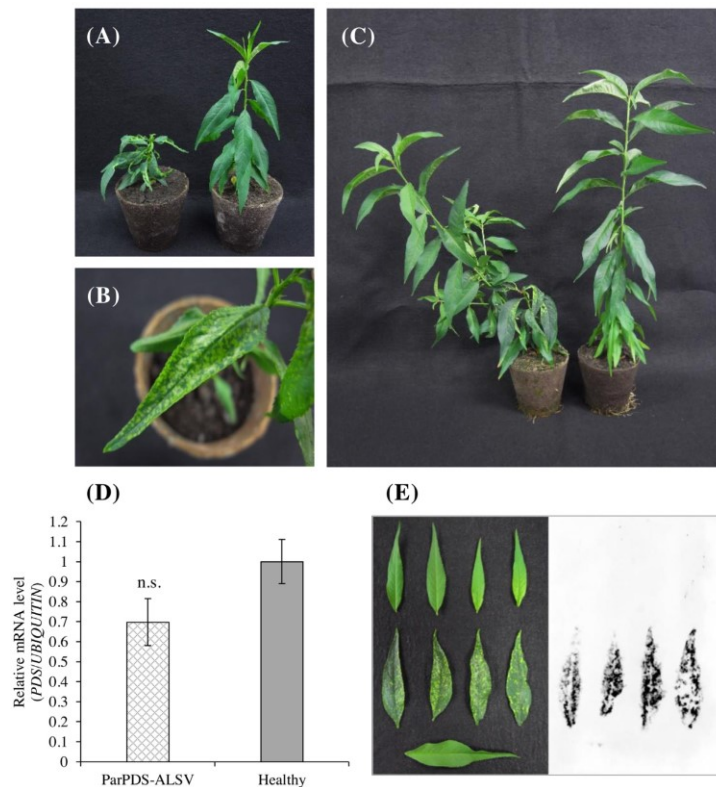 (A)
(B)
(C)
(D)
Relative mRNA level
(PDS/UBIQUITIN)
1.2
1.1
1
0.9
0.8
0.7
0.6
0.5
0.4
0.3
0.2
0.1
0
n.s.
ParPDS-ALSV
Healthy
(E)